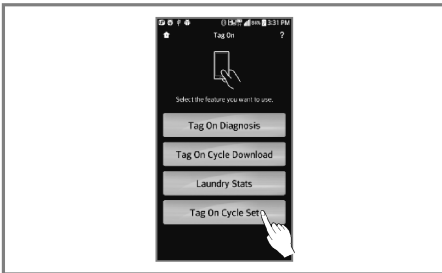 3:31 PM
Tag On
?
Select the feature you want to use.
Tag On Diagnosis
Tag On Cycle Download
Laundry Stats
Tag On Cycle Set